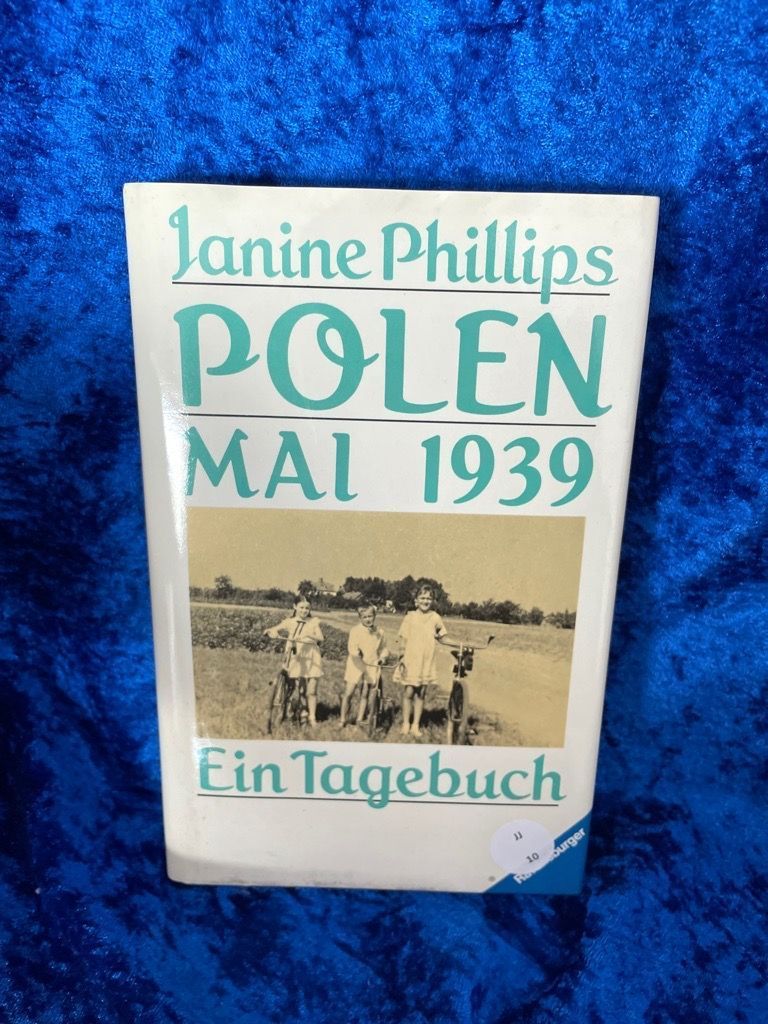 Janine Phillips
POLEN
MAI 1939
Ein Tagebuch
JJ
10